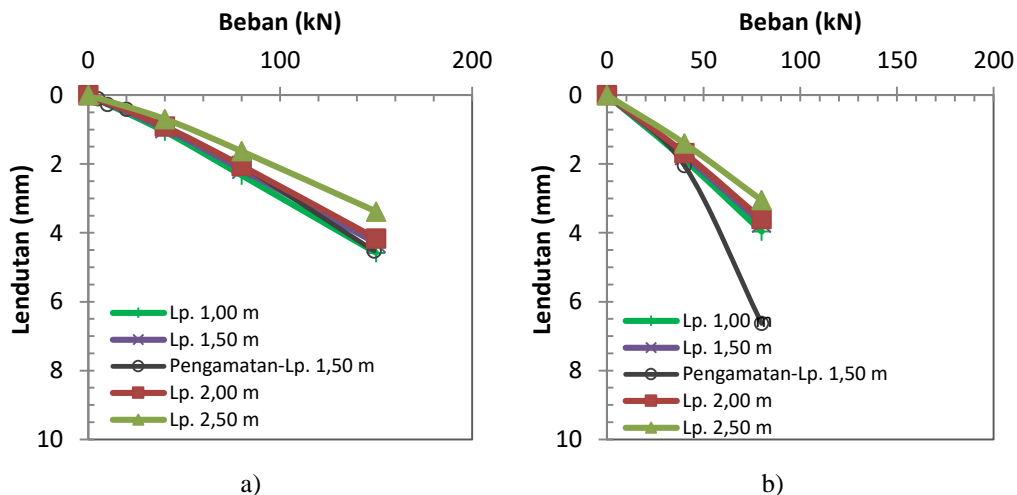 Beban (kN)
0 100 200
0
2
4
6
8
10
Lendutan (mm)
Lp. 1,00 m
Lp. 1,50 m
Pengamatan-Lp. 1,50 m
Lp. 2,00 m
Lp. 2,50 m
a)
Beban (kN)
0 50 100 150 200
0
2
4
6
8
10
Lendutan (mm)
Lp. 1,00 m
Lp. 1,50 m
Pengamatan-Lp. 1,50 m
Lp. 2,00 m
Lp. 2,50 m
b)